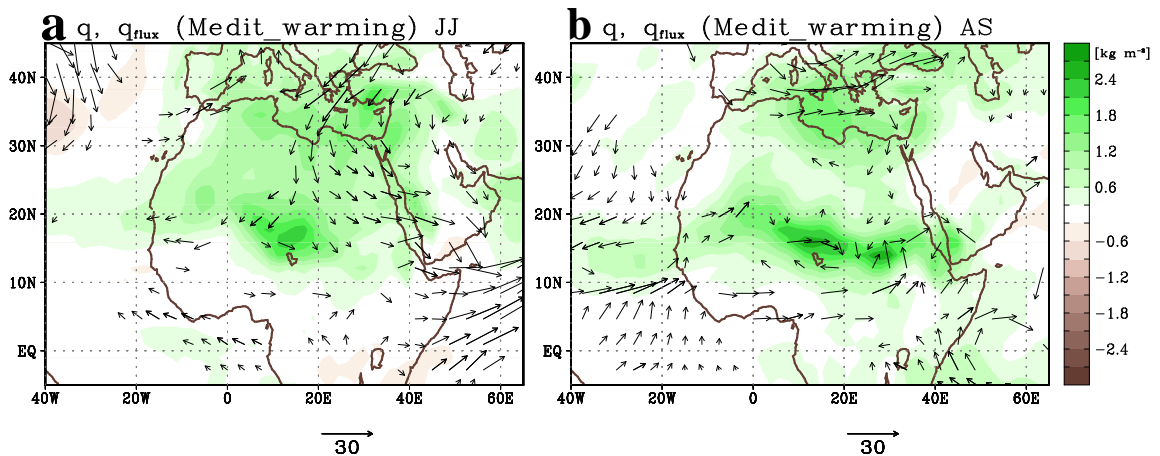 a q, qflux (Medit_warming) JJ
b q, qflux (Medit_warming) AS
40N
30N
20N
10N
EQ
40W 20W 0 20E 40E 60E
30
40N
30N
20N
10N
EQ
40W 20W 0 20E 40E 60E
30
[kg m⁻²]
2.4
1.8
1.2
0.6
−0.6
−1.2
−1.8
−2.4